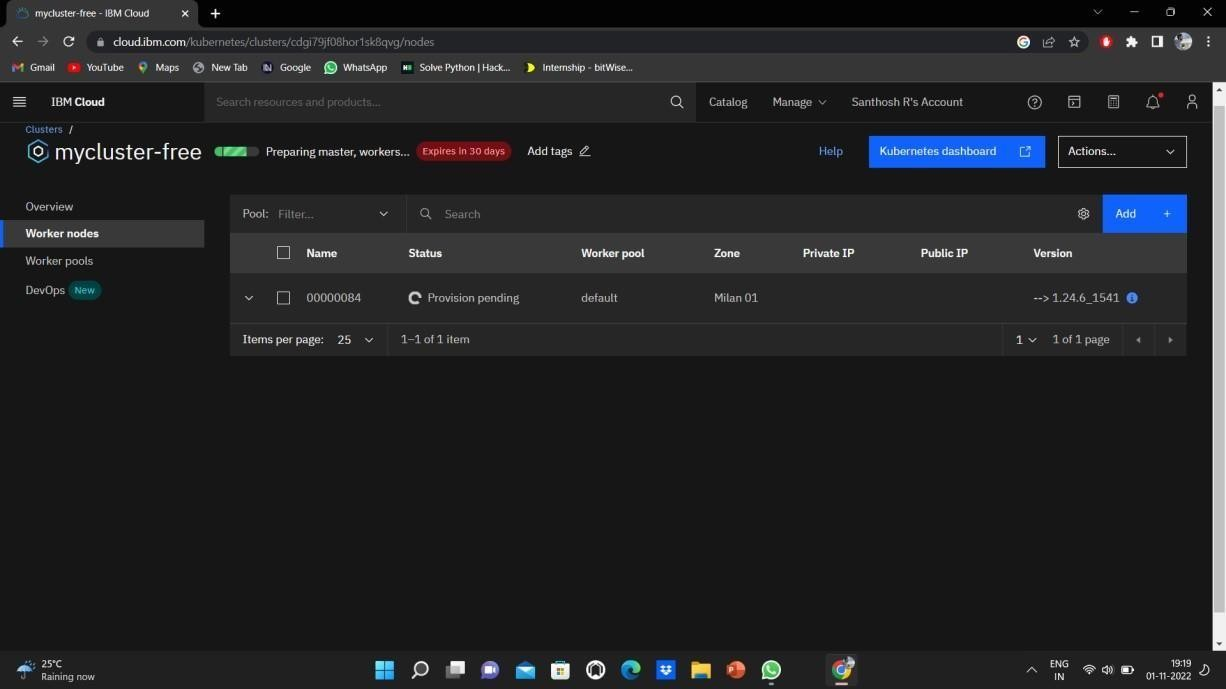 mycluster-free - IBM Cloud
cloud.ibm.com/kubernetes/clusters/cdgi79jf08hor1sk8qvg/nodes
Gmail YouTube Maps New Tab Google WhatsApp Solve Python | Hack... Internship - bitWise...
IBM Cloud Search resources and products... Catalog Manage Santhosh R's Account
Clusters /
mycluster-free Preparing master, workers... Expires in 30 days Add tags Help Kubernetes dashboard Actions...
Overview
Worker nodes
Worker pools
DevOps New
Pool: Filter... Search Add +
Name Status Worker pool Zone Private IP Public IP Version
00000084 Provision pending default Milan 01 --> 1.24.6_1541
Items per page: 25 1–1 of 1 item 1 1 of 1 page
25°C
Raining now
ENG
IN
19:19
01-11-2022